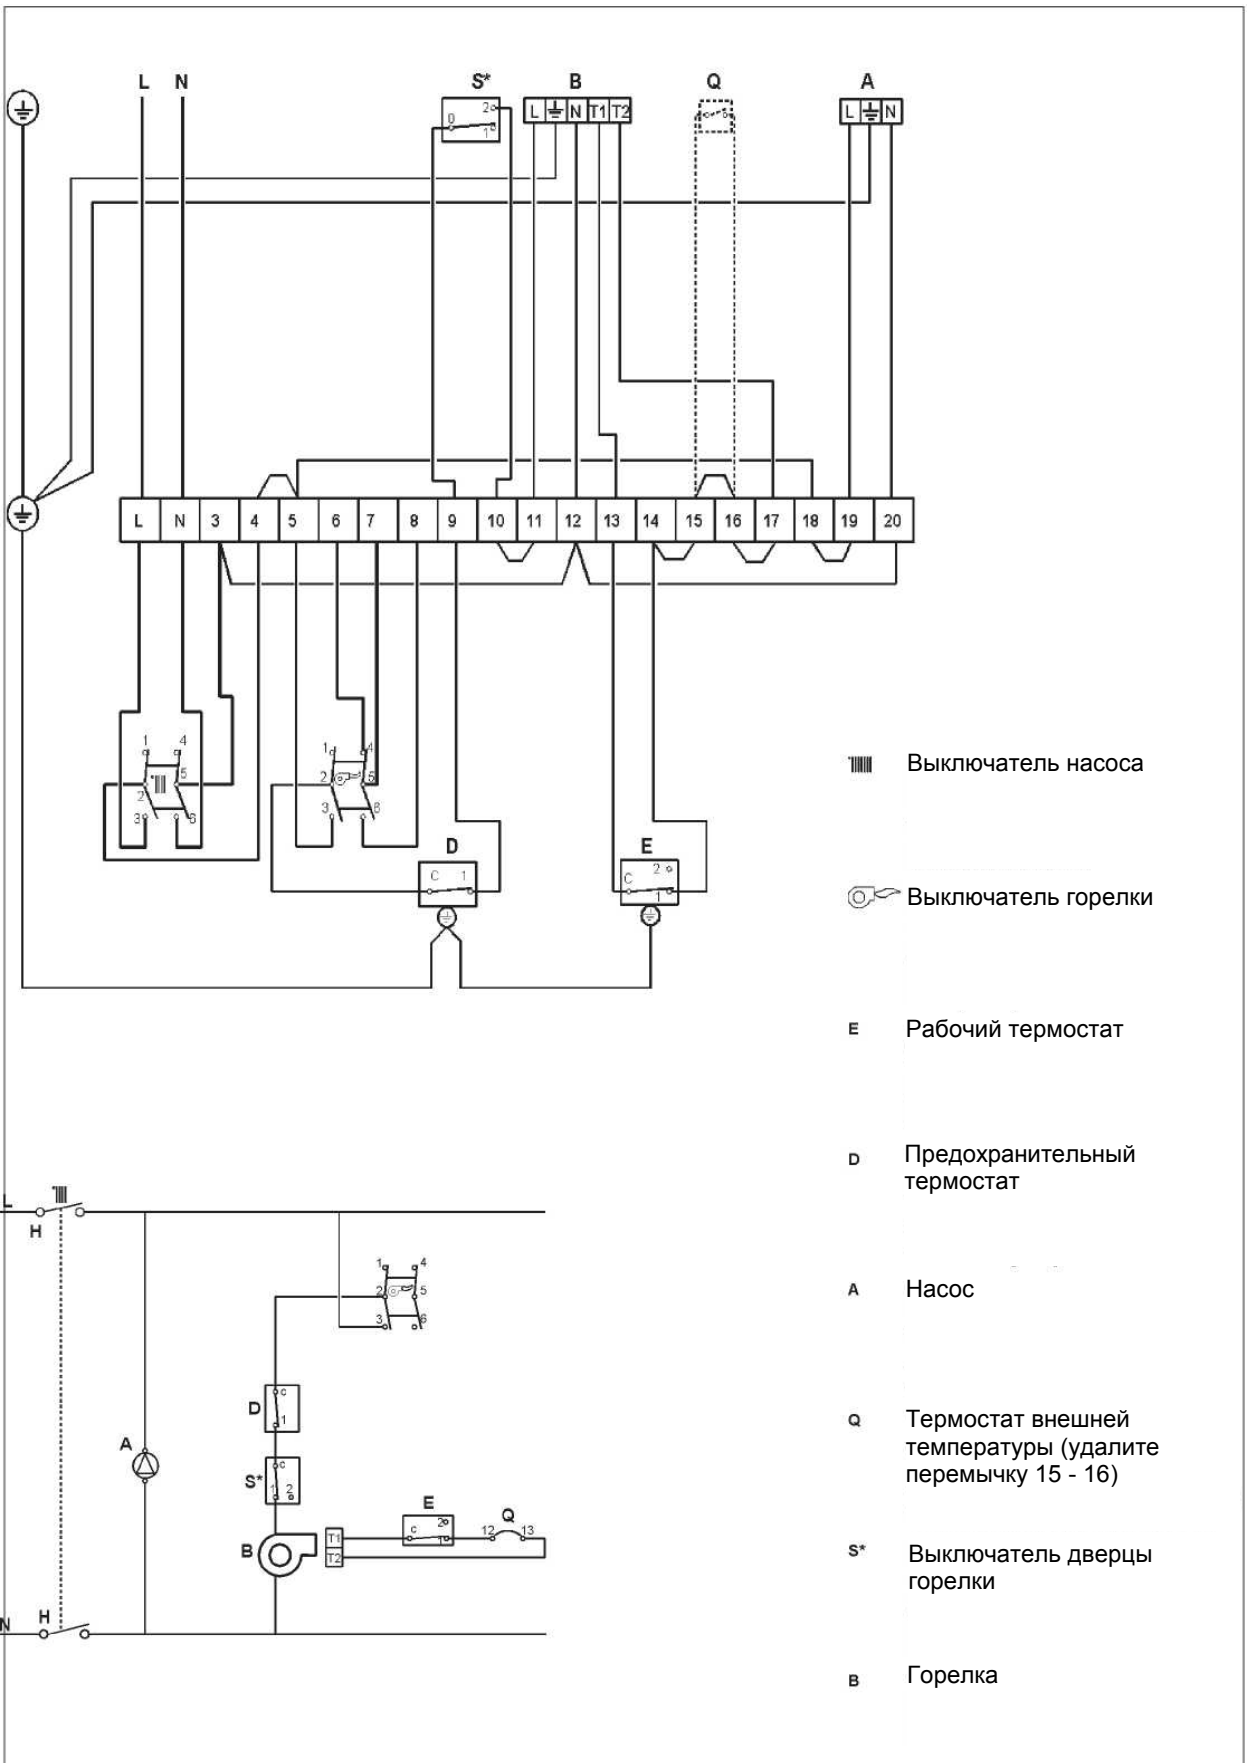 L N S* B Q A
2
0
1
L N T1 T2
L N
L N 3 4 5 6 7 8 9 10 11 12 13 14 15 16 17 18 19 20
1 4
2 5
3 6
1 4
2 5
3 6
D
C 1
E
2
C
1
Выключатель насоса
Выключатель горелки
E Рабочий термостат
D Предохранительный
термостат
A Насос
Q Термостат внешней
температуры (удалите
перемычку 15 - 16)
S* Выключатель дверцы
горелки
B Горелка
L
H
1 4
2 5
3 6
D
c
1
A
S*
c
1 2
E
2
c
1
Q
12 13
B
T1
T2
N
H